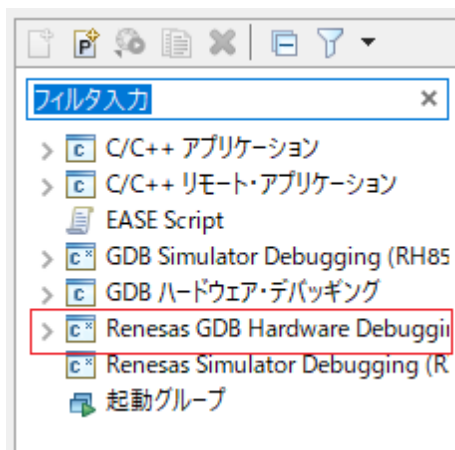 フィルタ入力
C/C++ アプリケーション
C/C++ リモート・アプリケーション
EASE Script
GDB Simulator Debugging (RH85
GDB ハードウェア・デバッギング
Renesas GDB Hardware Debuggin
Renesas Simulator Debugging (R
起動グループ